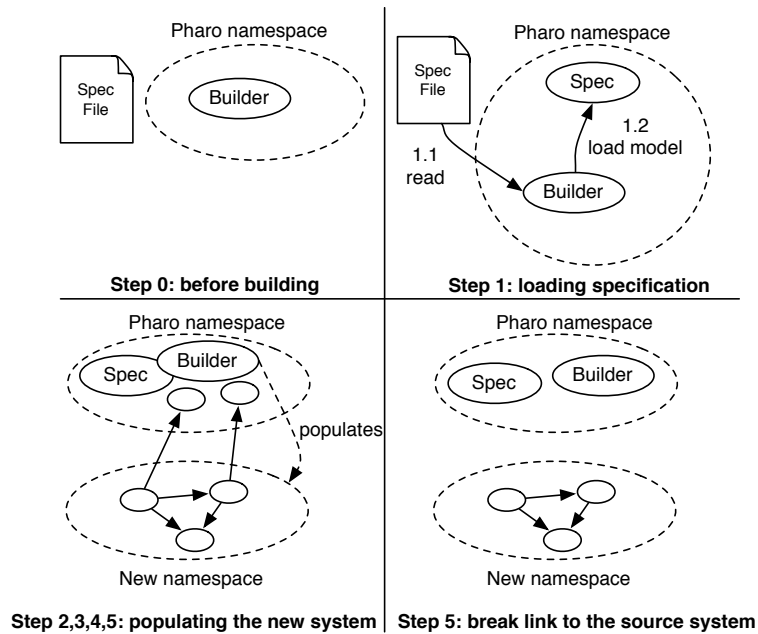 Pharo namespace
Spec
File
Builder
Step 0: before building
Pharo namespace
Spec
File
Spec
1.2
load model
1.1
read
Builder
Step 1: loading specification
Pharo namespace
Builder
Spec
populates
New namespace
Step 2,3,4,5: populating the new system
Pharo namespace
Spec
Builder
New namespace
Step 5: break link to the source system